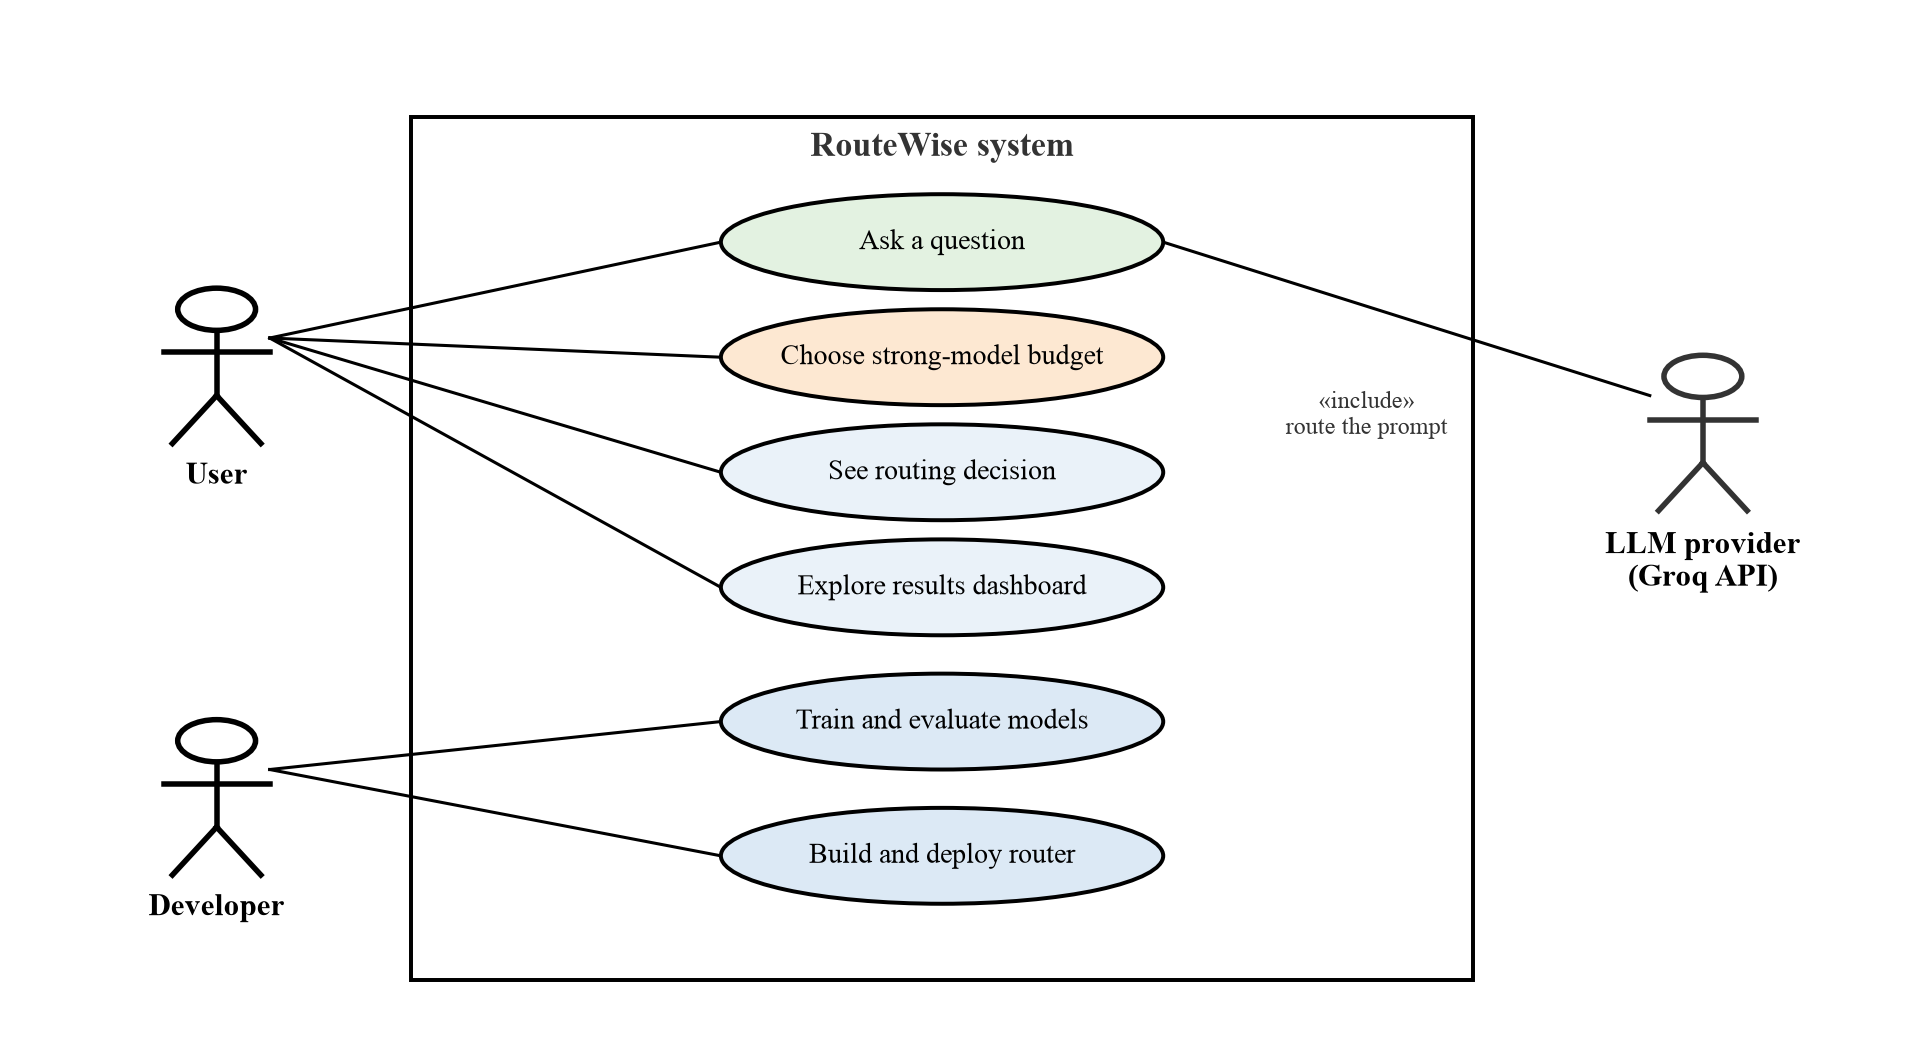 RouteWise system
Ask a question
Choose strong-model budget
«include»
route the prompt
See routing decision
User
LLM provider
(Groq API)
Explore results dashboard
Train and evaluate models
Build and deploy router
Developer